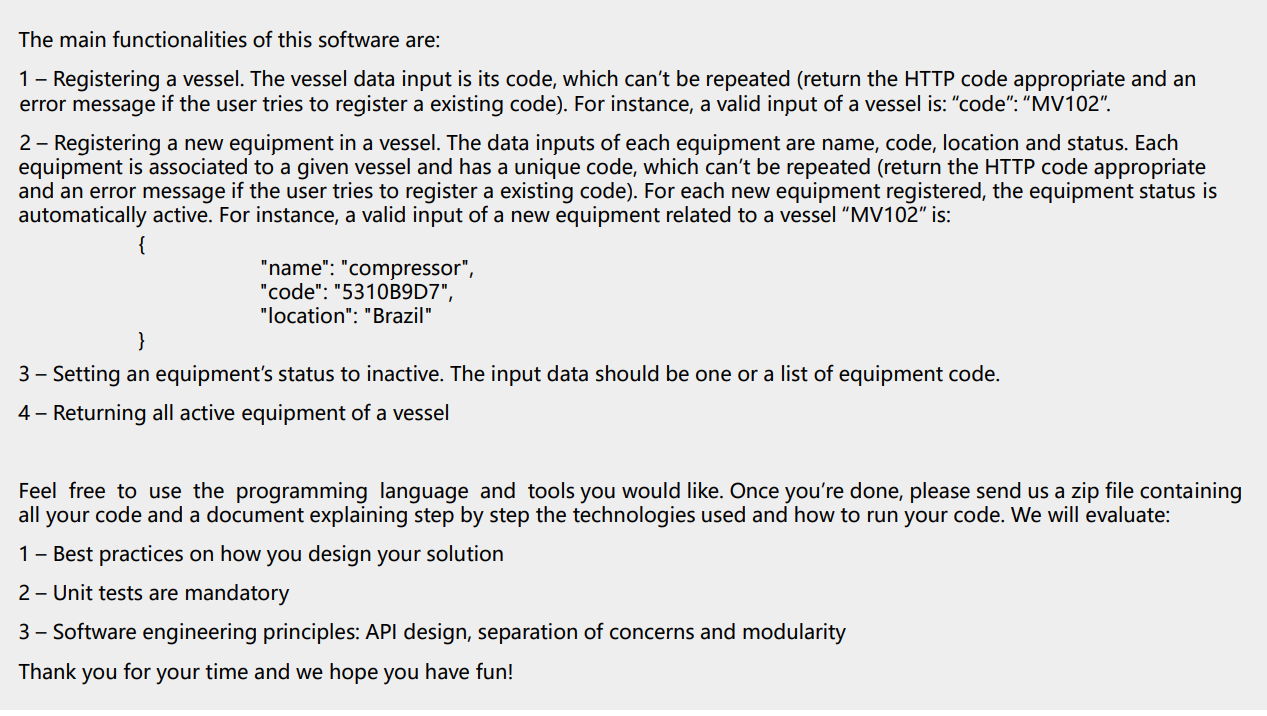 The main functionalities of this software are:
1 – Registering a vessel. The vessel data input is its code, which can’t be repeated (return the HTTP code appropriate and an
error message if the user tries to register a existing code). For instance, a valid input of a vessel is: “code”: “MV102”.
2 – Registering a new equipment in a vessel. The data inputs of each equipment are name, code, location and status. Each
equipment is associated to a given vessel and has a unique code, which can’t be repeated (return the HTTP code appropriate
and an error message if the user tries to register a existing code). For each new equipment registered, the equipment status is
automatically active. For instance, a valid input of a new equipment related to a vessel “MV102” is:
{
"name": "compressor",
"code": "5310B9D7",
"location": "Brazil"
}
3 – Setting an equipment’s status to inactive. The input data should be one or a list of equipment code.
4 – Returning all active equipment of a vessel
Feel free to use the programming language and tools you would like. Once you’re done, please send us a zip file containing
all your code and a document explaining step by step the technologies used and how to run your code. We will evaluate:
1 – Best practices on how you design your solution
2 – Unit tests are mandatory
3 – Software engineering principles: API design, separation of concerns and modularity
Thank you for your time and we hope you have fun!